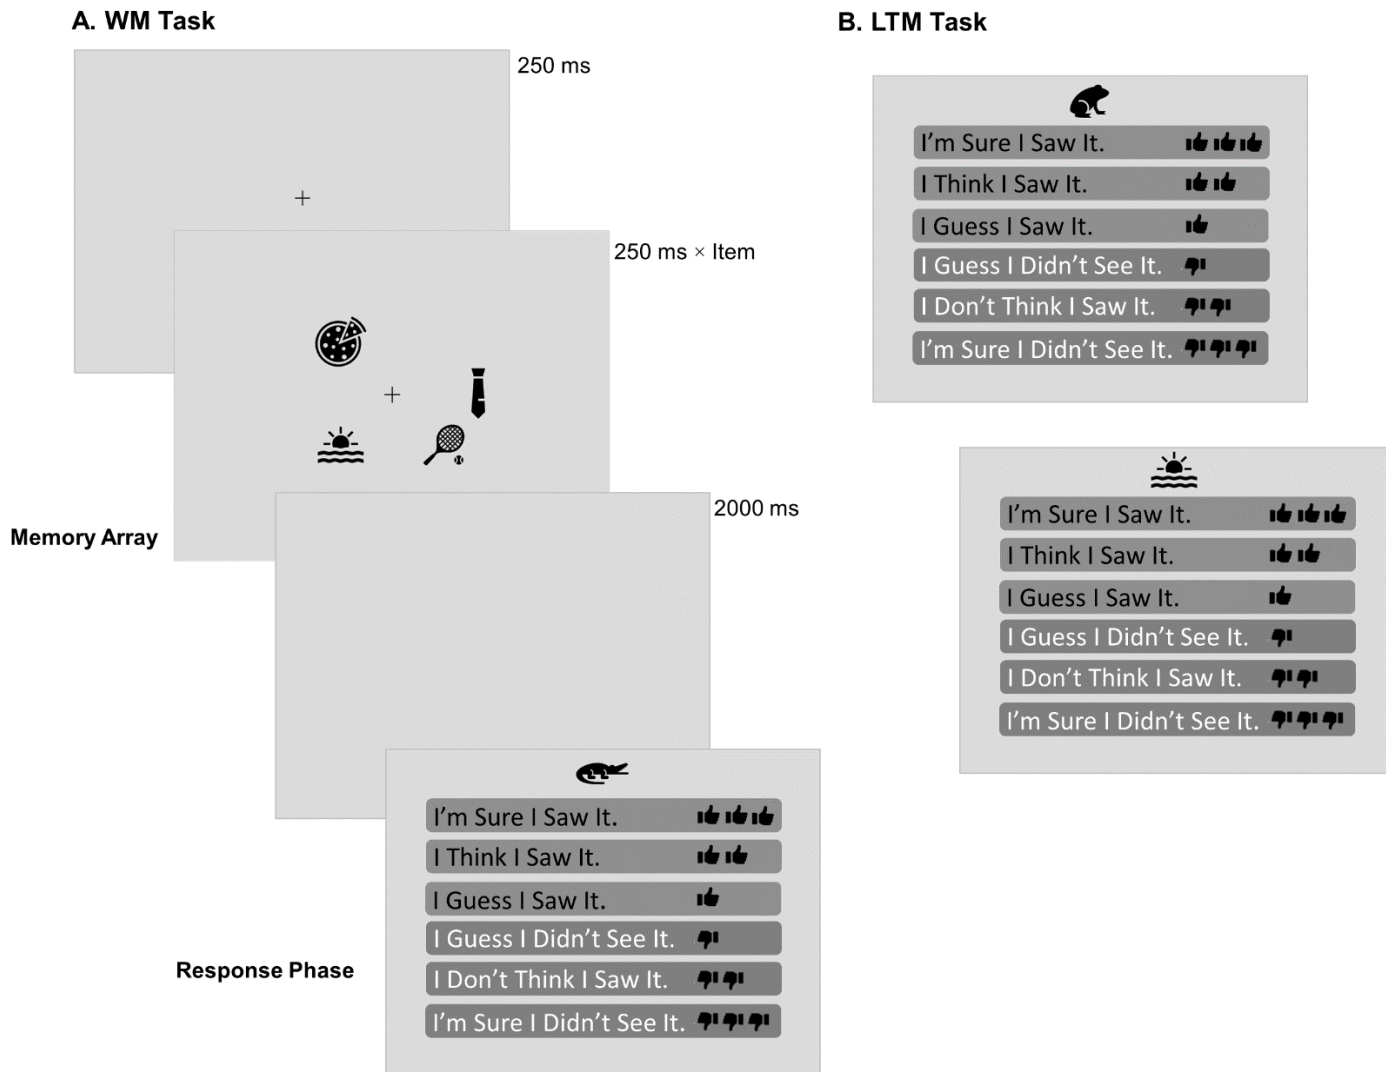 A. WM Task
250 ms
250 ms × Item
Memory Array
2000 ms
I'm Sure I Saw It.
I Think I Saw It.
I Guess I Saw It.
I Guess I Didn't See It.
I Don't Think I Saw It.
I'm Sure I Didn't See It.
Response Phase
B. LTM Task
I'm Sure I Saw It.
I Think I Saw It.
I Guess I Saw It.
I Guess I Didn't See It.
I Don't Think I Saw It.
I'm Sure I Didn't See It.
I'm Sure I Saw It.
I Think I Saw It.
I Guess I Saw It.
I Guess I Didn't See It.
I Don't Think I Saw It.
I'm Sure I Didn't See It.